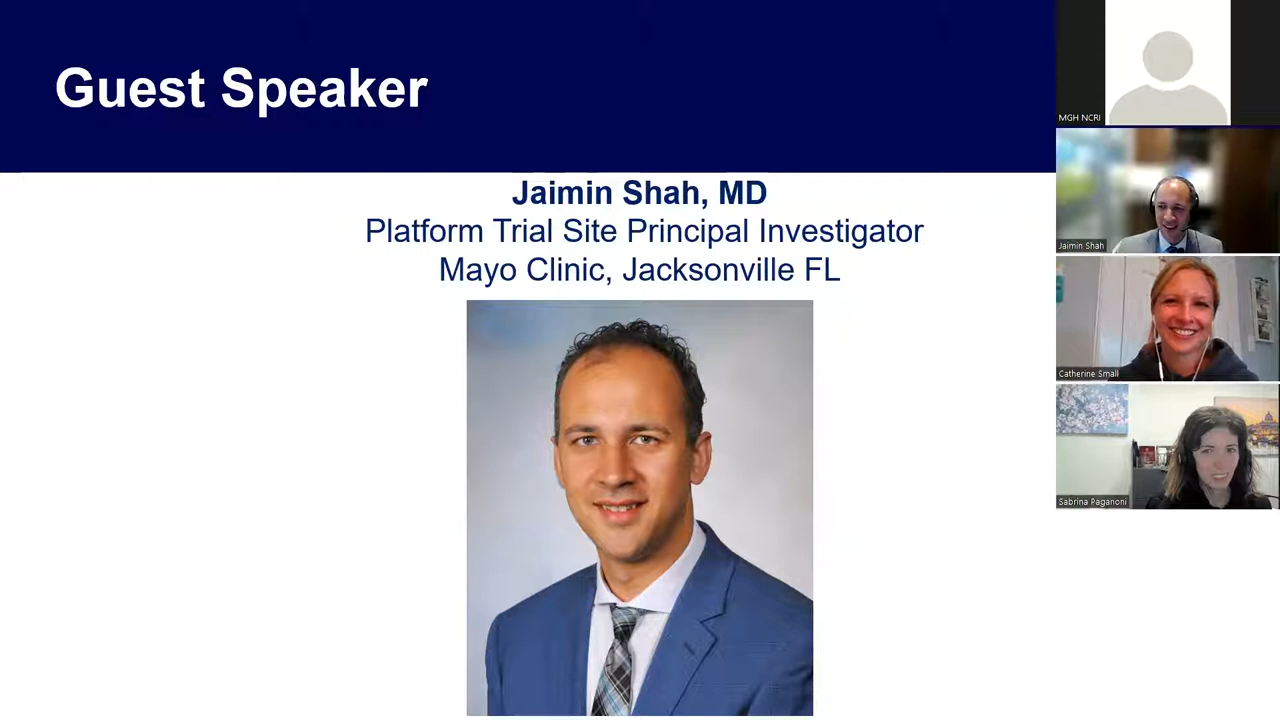 Guest Speaker
Jaimin Shah, MD
Platform Trial Site Principal Investigator
Mayo Clinic, Jacksonville FL
MGH NCRI
Jaimin Shah
Catherine Small
Sabrina Paganoni